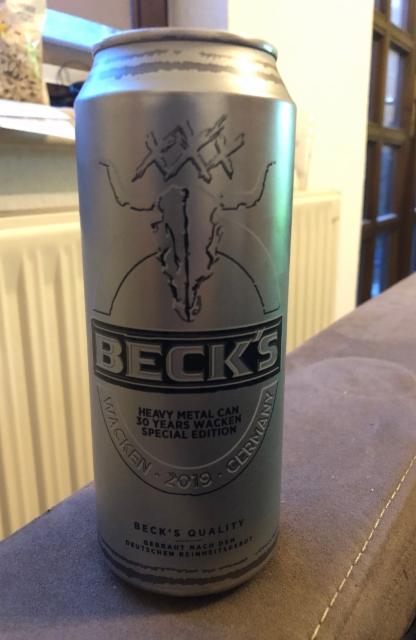 XXX
BECK'S
HEAVY METAL CAN
30 YEARS WACKEN
SPECIAL EDITION
WACKEN · 2019 · GERMANY
BECK'S QUALITY
GEBRAUT NACH DEM
DEUTSCHEN REINHEITSGEBOT